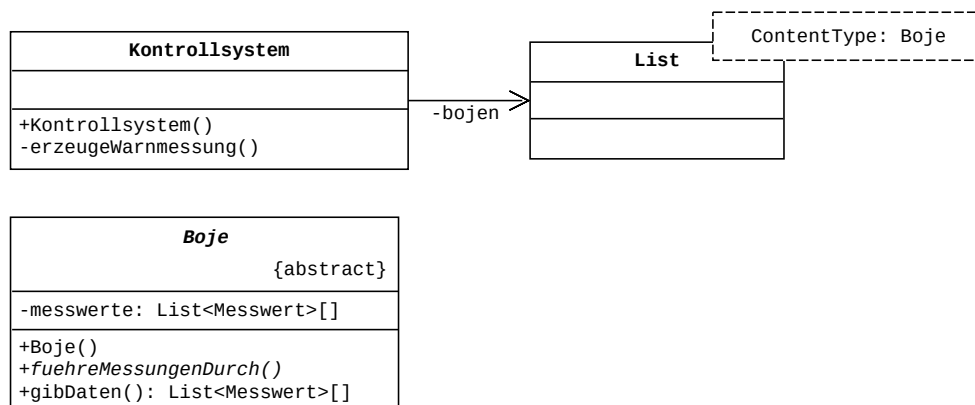 ContentType: Boje
Kontrollsystem
List
-bojen
+Kontrollsystem()
-erzeugeWarnmessung()
Boje
{abstract}
-messwerte: List<Messwert>[]
+Boje()
+fuehreMessungenDurch()
+gibDaten(): List<Messwert>[]